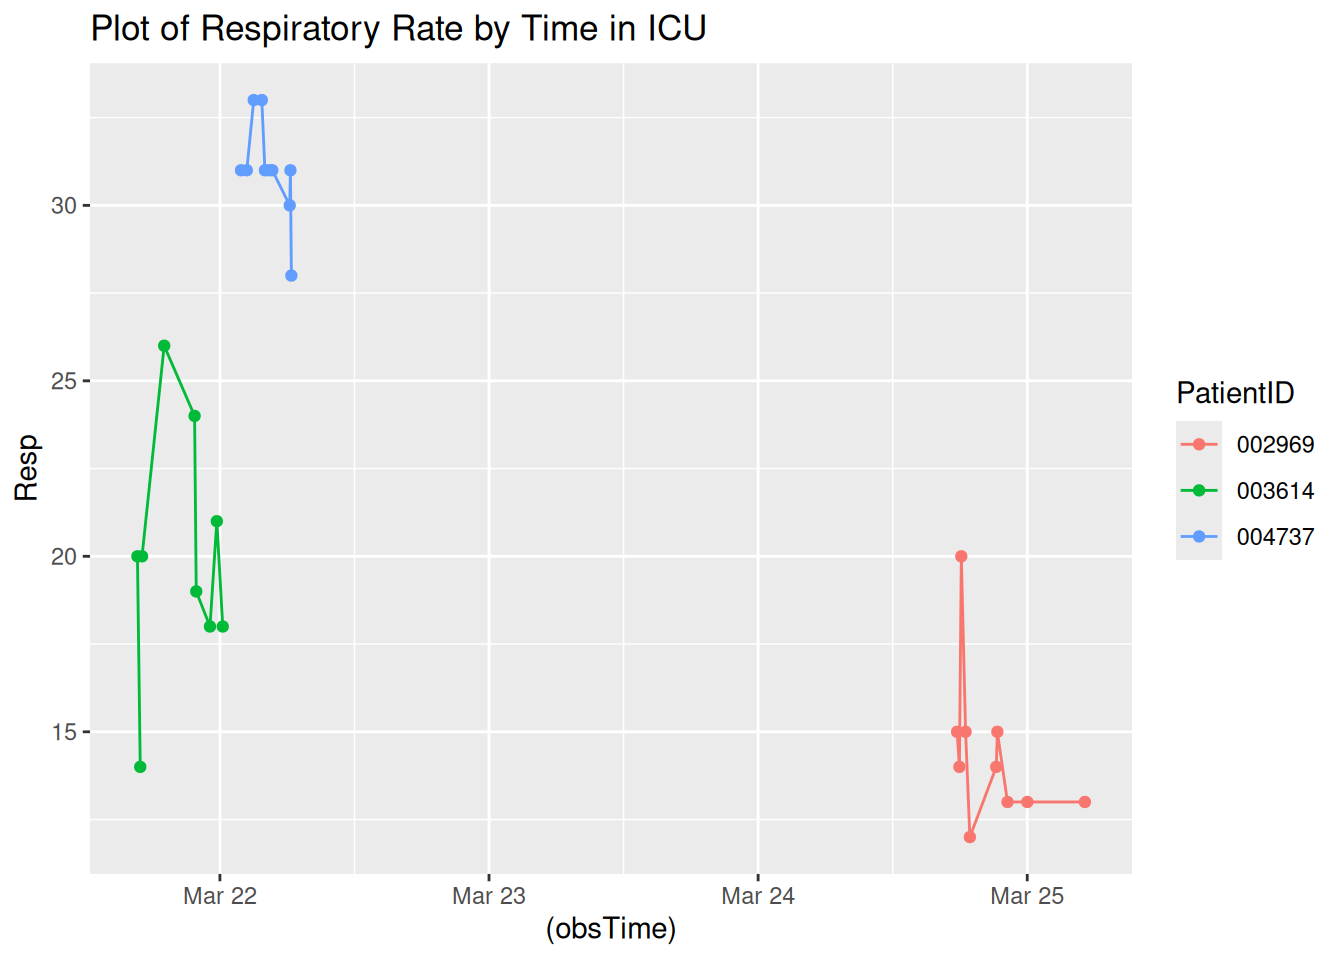 Plot of Respiratory Rate by Time in ICU
30
25
20
15
Resp
Mar 22
Mar 23
Mar 24
Mar 25
(obsTime)
PatientID
002969
003614
004737